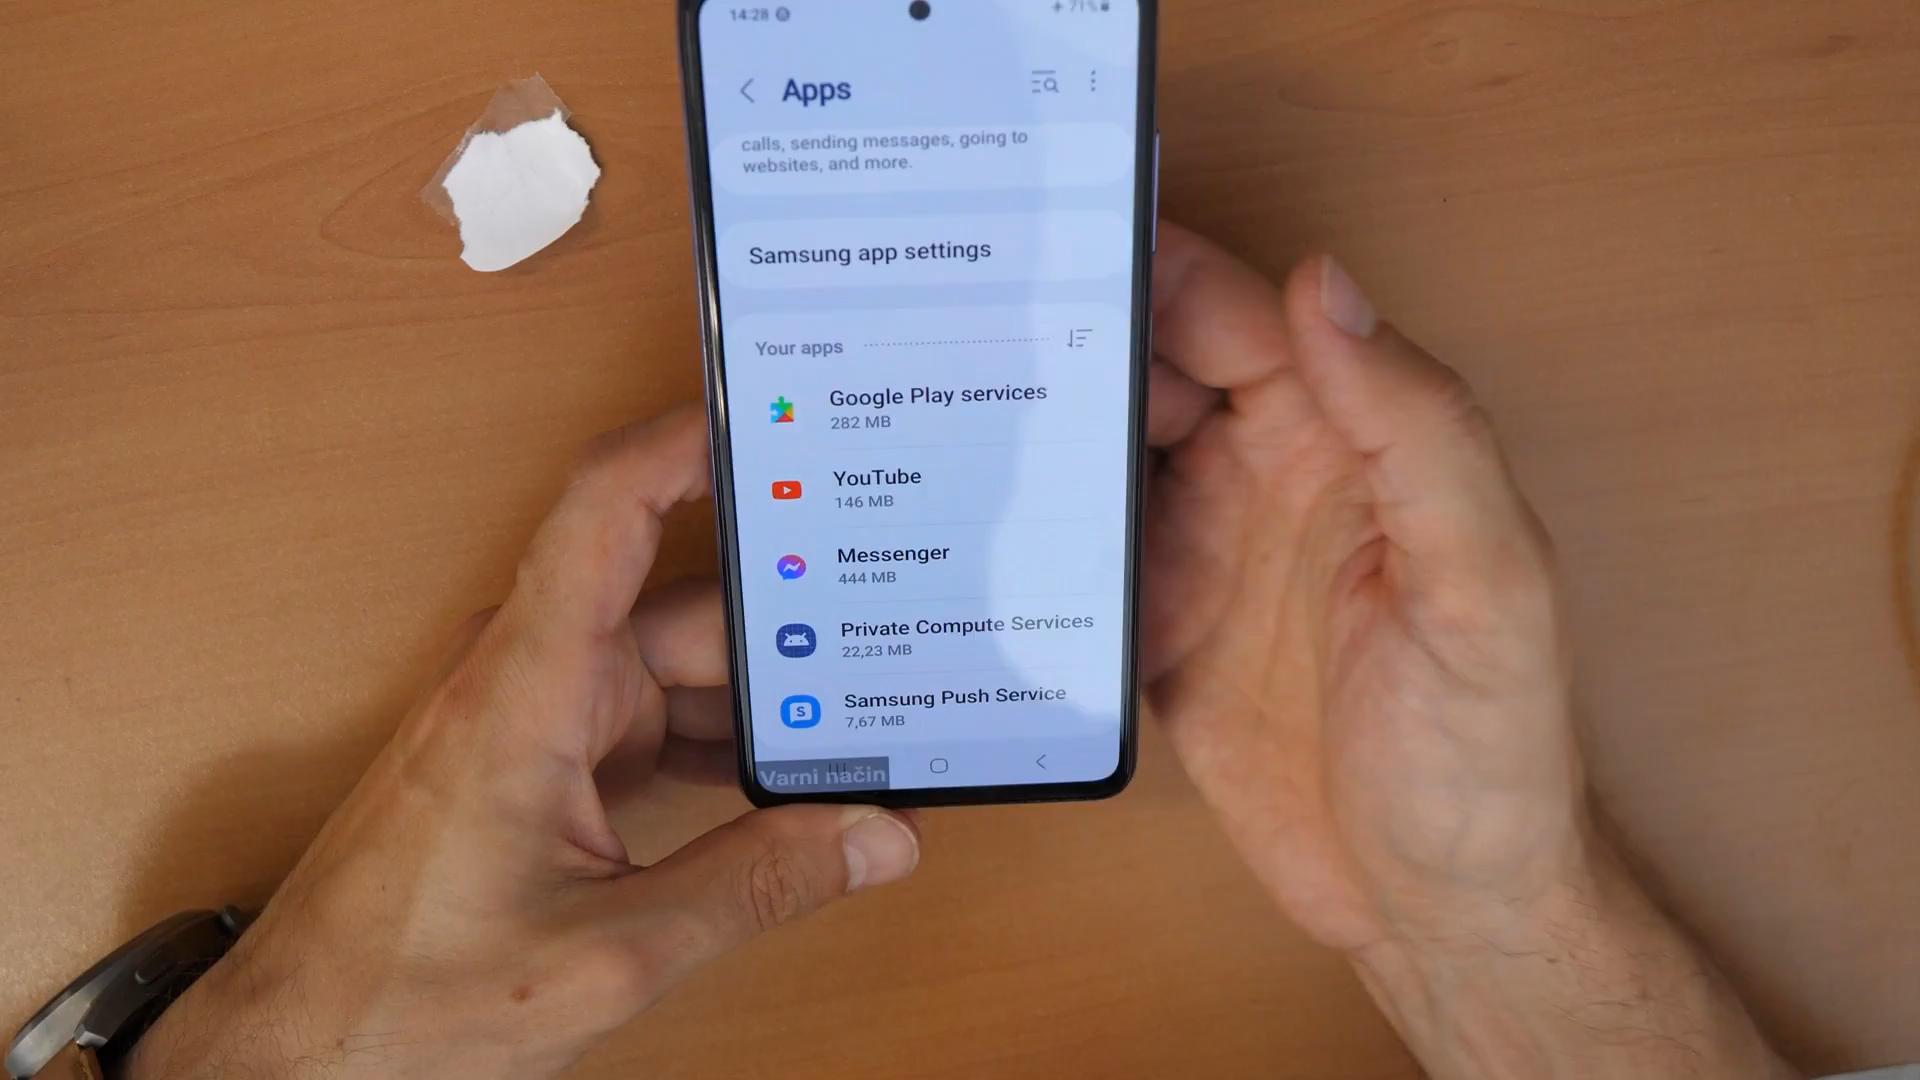 14:28
71%
Apps
calls, sending messages, going to
websites, and more.
Samsung app settings
Your apps
Google Play services
282 MB
YouTube
146 MB
Messenger
444 MB
Private Compute Services
22,23 MB
Samsung Push Service
7,67 MB
Varni način